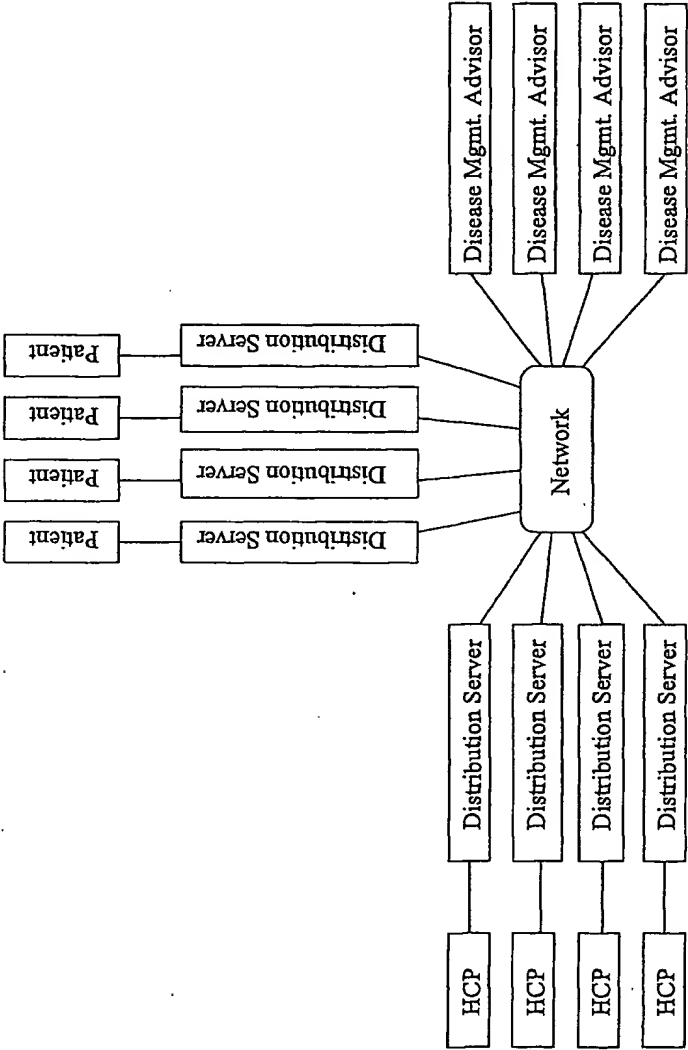 Patient
Patient
Patient
Patient
Distribution Server
Distribution Server
Distribution Server
Distribution Server
Disease Mgmt. Advisor
Disease Mgmt. Advisor
Disease Mgmt. Advisor
Disease Mgmt. Advisor
Network
Distribution Server
Distribution Server
Distribution Server
Distribution Server
HCP
HCP
HCP
HCP